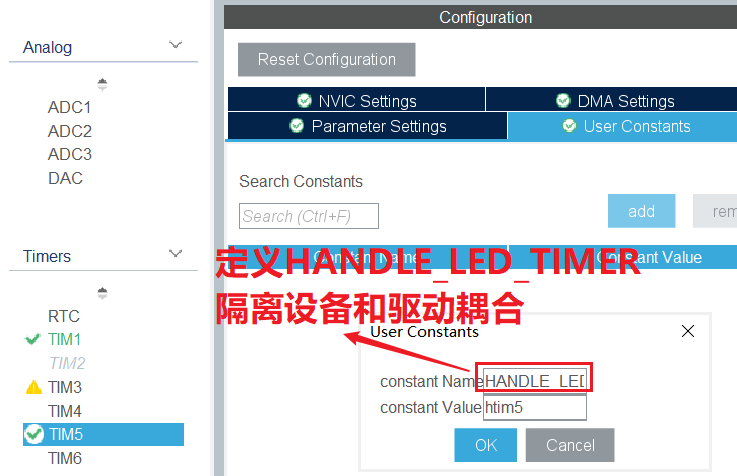 Configuration
Analog
Reset Configuration
ADC1
ADC2
ADC3
DAC
NVIC Settings
DMA Settings
Parameter Settings
User Constants
Search Constants
Search (Ctrl+F)
add
rem
Timers
定义HANDLE_LED_TIMER
Constant Name
Constant Value
隔离设备和驱动耦合
RTC
TIM1
TIM2
TIM3
TIM4
TIM5
TIM6
User Constants
constant Name
HANDLE_LED
constant Value
htim5
OK
Cancel